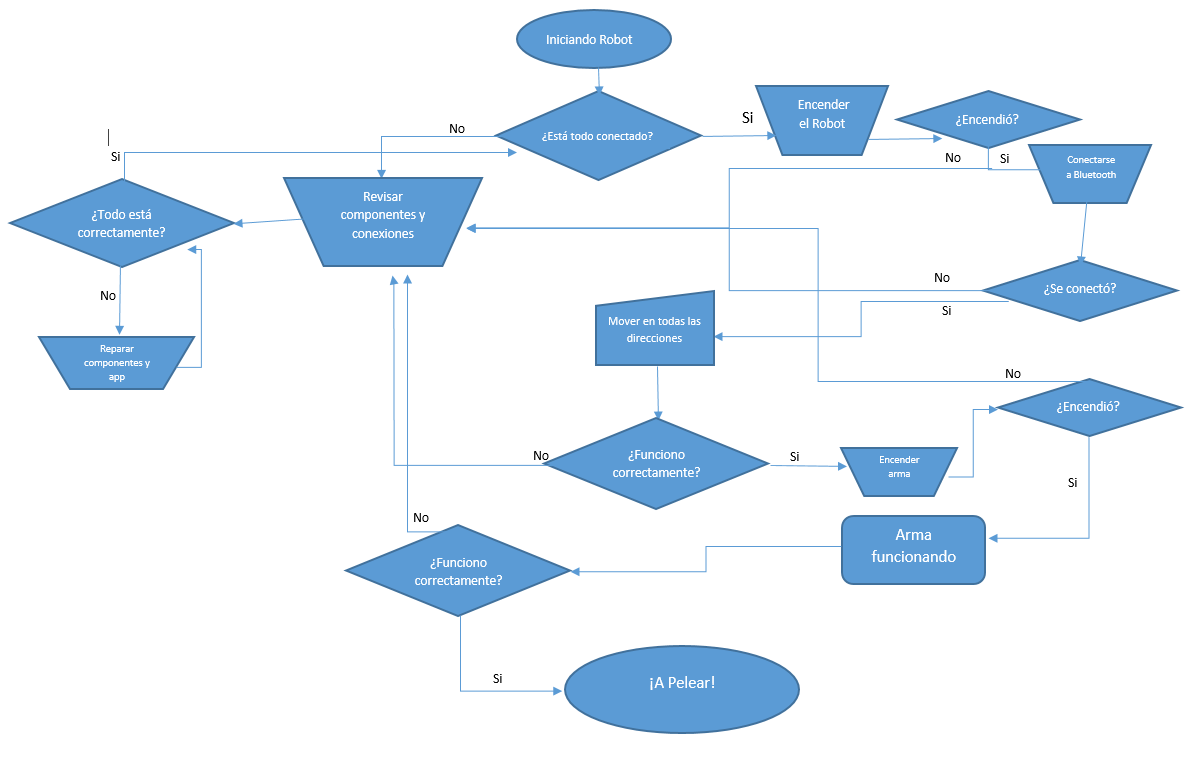 Iniciando Robot
¿Está todo conectado?
No
Si
Encender
el Robot
¿Encendió?
No
Si
Conectarse
a Bluetooth
Si
¿Todo está
correctamente?
Revisar
componentes y
conexiones
No
Reparar
componentes y
app
No
¿Se conectó?
Si
Mover en todas las
direcciones
No
¿Encendió?
¿Funciono
correctamente?
No
Si
Encender
arma
Si
Arma
funcionando
No
¿Funciono
correctamente?
Si
¡A Pelear!